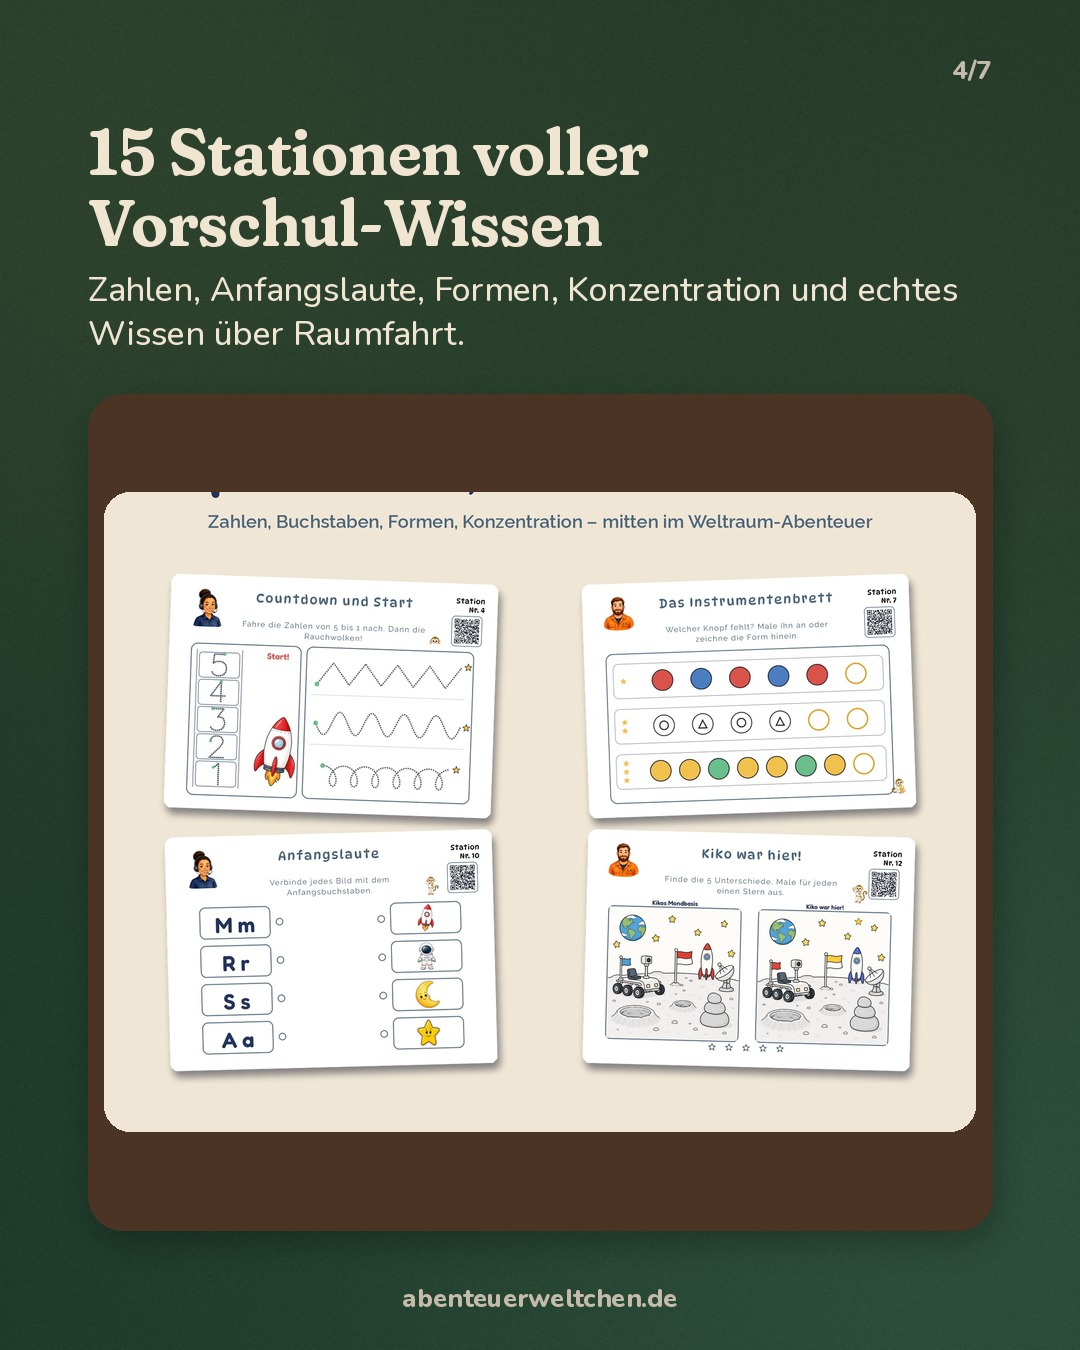 4/7
15 Stationen voller
Vorschul-Wissen
Zahlen, Anfangslaute, Formen, Konzentration und echtes
Wissen über Raumfahrt.
Zahlen, Buchstaben, Formen, Konzentration – mitten im Weltraum-Abenteuer
Countdown und Start
Station
Nr. 4
Fahre die Zahlen von 5 bis 1 nach. Dann die
Rauchwolken!
Start!
5
4
3
2
1
Das Instrumentenbrett
Station
Nr. 7
Welcher Knopf fehlt? Male ihn an oder
zeichne die Form hinein.
Anfangslaute
Station
Nr. 10
Verbinde jedes Bild mit dem
Anfangsbuchstaben.
M m
R r
S s
A a
Kiko war hier!
Station
Nr. 12
Finde die 5 Unterschiede. Male für jeden
einen Stern aus.
Kikos Mondbasis
Kiko war hier!
abenteuerweltchen.de